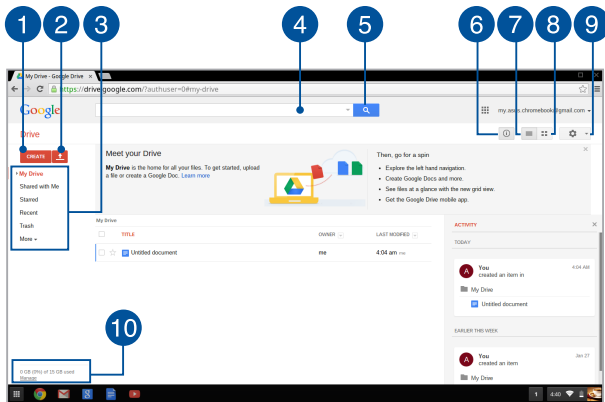 1 2 3 4 5 6 7 8 9
My Drive - Google Drive ×
https://drive.google.com/?authuser=0#my-drive
Google
my.asus.chromebook@gmail.com
Drive
CREATE
Meet your Drive
My Drive is the home for all your files. To get started, upload
a file or create a Google Doc. Learn more
Then, go for a spin
• Explore the left hand navigation.
• Create Google Docs and more.
• See files at a glance with the new grid view.
• Get the Google Drive mobile app.
My Drive
Shared with Me
Starred
Recent
Trash
More
My Drive
TITLE OWNER LAST MODIFIED
Untitled document me 4:04 am me
ACTIVITY ×
TODAY
A You 4:04 AM
created an item in
My Drive
Untitled document
EARLIER THIS WEEK
A You Jan 27
created an item
My Drive
10
0 GB (0%) of 15 GB used
Manage
8
1 4:40